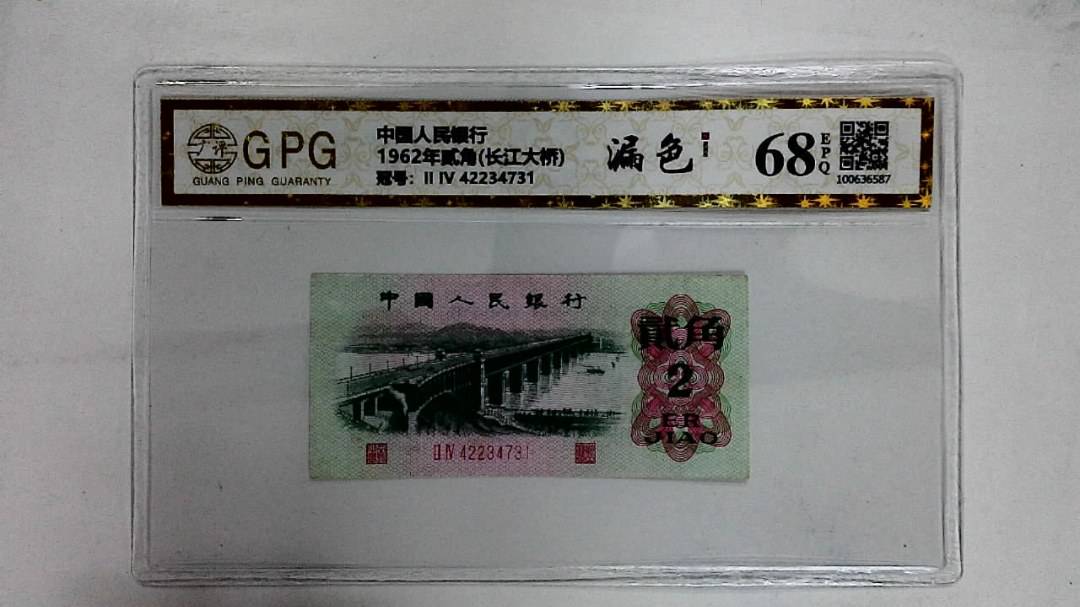 GPG
GUANG PING GUARANTY
中国人民银行
1962年贰角(长江大桥)
冠号: II IV 42234731
漏色
68
EPQ
100636587
中國人民銀行
貳角
2
ER
JIAO
II IV 42234731